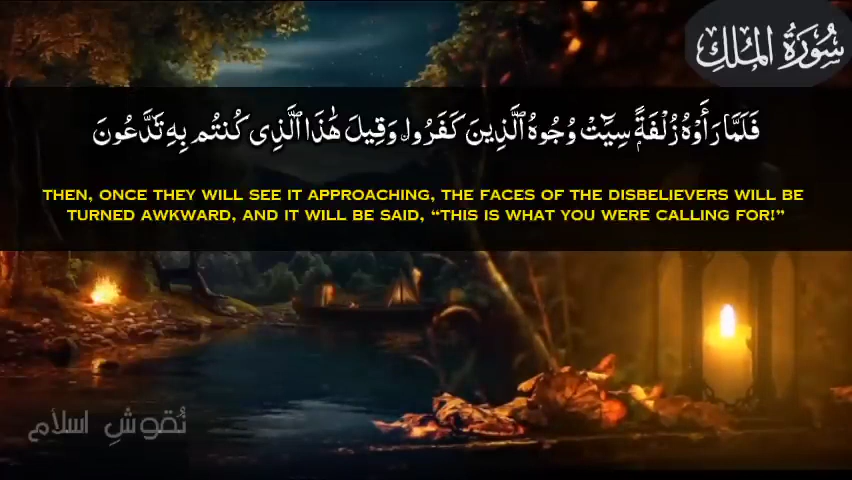 سُورَةُ المُلك
فَلَمَّا رَأَوْهُ زُلْفَةً سِيٓـَٔتْ وُجُوهُ ٱلَّذِينَ كَفَرُوا۟ وَقِيلَ هَٰذَا ٱلَّذِى كُنتُم بِهِۦ تَدَّعُونَ
THEN, ONCE THEY WILL SEE IT APPROACHING, THE FACES OF THE DISBELIEVERS WILL BE
TURNED AWKWARD, AND IT WILL BE SAID, “THIS IS WHAT YOU WERE CALLING FOR!”
نُقوشِ اسلام